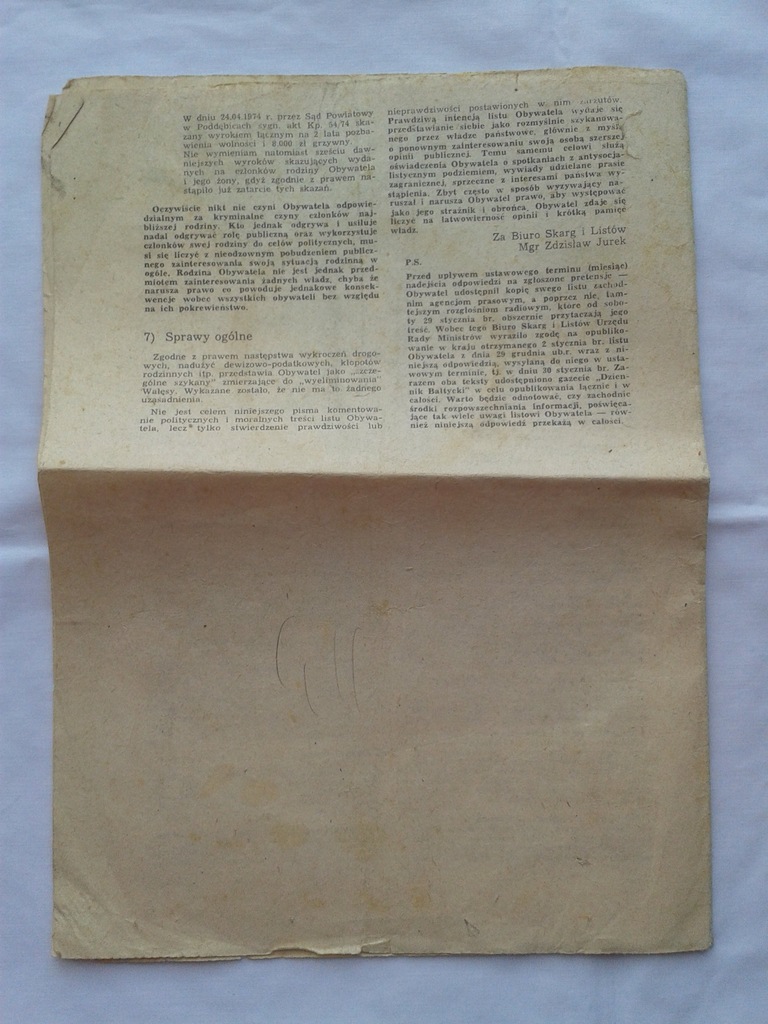 W dniu 24.04.1974 r. przez Sąd Powiatowy
w Poddębicach sygn. akt Kp. 94/74 ska-
zany wyrokiem łącznym na 2 lata pozba-
wienia wolności i 8.000 zł grzywny.
Nie wymieniam natomiast sześciu daw-
niejszych wyroków skazujących wyda-
nych na członków rodziny Obywatela
i jego żony, gdyż zgodnie z prawem na-
stąpiło już zatarcie tych skazań.
Oczywiście nikt nie czyni Obywatela odpowie-
dzialnym za kryminalne czyny członków naj-
bliższej rodziny. Kto jednak odgrywa i usiłuje
nadal odgrywać rolę publiczną oraz wykorzystuje
członków swej rodziny do celów politycznych, mu-
si się liczyć z nieodzownym pobudzeniem publicz-
nego zainteresowania swoją sytuacją rodzinną w
ogóle. Rodzina Obywatela nie jest jednak przed-
miotem zainteresowania żadnych władz, chyba że
narusza prawo co powoduje jednakowe konsek-
wencje wobec wszystkich obywateli bez względu
na ich pokrewieństwo.
7) Sprawy ogólne
Zgodne z prawem następstwa wykroczeń drogo-
wych, nadużyć dewizowo-podatkowych, kłopotów
rodzinnych itp. przedstawia Obywatel jako „szcze-
gólne szykany" zmierzające do „wyeliminowania"
Wałęsy. Wykazane zostało, że nie ma to żadnego
uzasadnienia.
Nie jest celem niniejszego pisma komentowa-
nie politycznych i moralnych treści listu Obywa-
tela, lecz tylko stwierdzenie prawdziwości lub
nieprawdziwości postawionych w nim zarzutów.
Prawdziwą intencją listu Obywatela wydaje się
przedstawianie siebie jako rozmyślnie szykanowa-
nego przez władze państwowe, głównie z myślą
o ponownym zainteresowaniu swoją osobą szerszej
opinii publicznej. Temu samemu celowi służą
oświadczenia Obywatela o spotkaniach z antysocja-
listycznym podziemiem, wywiady udzielane prasie
zagranicznej, sprzeczne z interesami państwa wy-
stąpienia. Zbyt często w sposób wyzywający na-
ruszał i narusza Obywatel prawo, aby występować
jako jego strażnik i obrońca. Obywatel zdaje się
liczyć na łatwowierność opinii i krótką pamięć
władz.
Za Biuro Skarg i Listów
Mgr Zdzisław Jurek
P.S.
Przed upływem ustawowego terminu (miesiąc)
nadejścia odpowiedzi na zgłoszone pretensje —
Obywatel udostępnił kopię swego listu zachod-
nim agencjom prasowym, a poprzez nie, tam-
tejszym rozgłośniom radiowym, które od sobo-
ty 29 stycznia br. obszernie przytaczają jego
treść. Wobec tego Biuro Skarg i Listów Urzędu
Rady Ministrów wyraziło zgodę na opubliko-
wanie w kraju otrzymanego 2 stycznia br. listu
Obywatela z dnia 29 grudnia ub.r. wraz z ni-
niejszą odpowiedzią, wysyłaną do niego w usta-
wowym terminie, tj. w dniu 30 stycznia br. Za-
razem oba teksty udostępniono gazecie „Dzien-
nik Bałtycki" w celu opublikowania łącznie i w
całości. Warto będzie odnotować, czy zachodnie
środki rozpowszechniania informacji, poświęca-
jące tak wiele uwagi listowi Obywatela — rów-
nież niniejszą odpowiedź przekażą w całości.